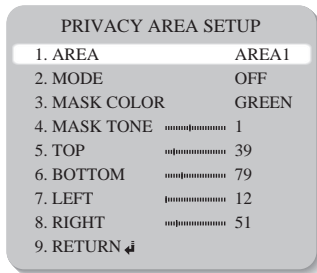 PRIVACY AREA SETUP
1. AREA AREA1
2. MODE OFF
3. MASK COLOR GREEN
4. MASK TONE 1
5. TOP 39
6. BOTTOM 79
7. LEFT 12
8. RIGHT 51
9. RETURN